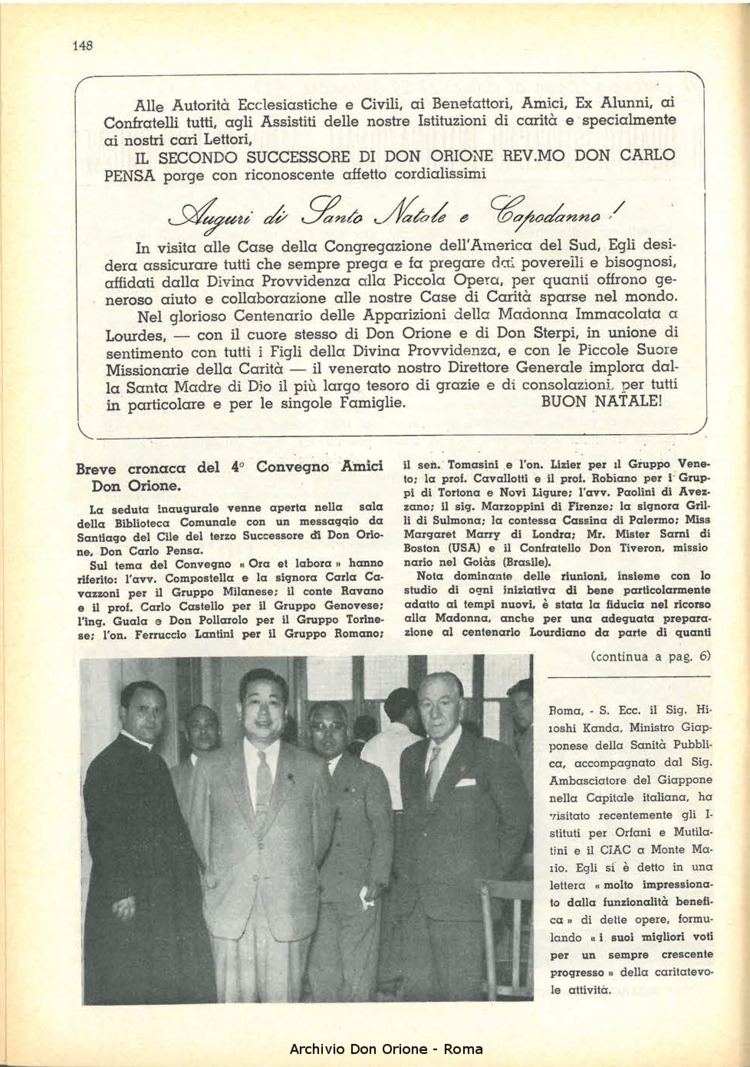 148
Alle Autorità Ecclesiastiche e Civili, ai Benefattori, Amici, Ex Alunni, ai
Confratelli tutti, agli Assistiti delle nostre Istituzioni di carità e specialmente
ai nostri cari Lettori,
IL SECONDO SUCCESSORE DI DON ORIONE REV.MO DON CARLO
PENSA porge con riconoscente affetto cordialissimi
Auguri di Santo Natale e Capodanno!
In visita alle Case della Congregazione dell'America del Sud, Egli desi-
dera assicurare tutti che sempre prega e fa pregare dai poverelli e bisognosi,
affidati dalla Divina Provvidenza alla Piccola Opera, per quanti offrono ge-
neroso aiuto e collaborazione alle nostre Case di Carità sparse nel mondo.
Nel glorioso Centenario delle Apparizioni della Madonna Immacolata a
Lourdes, — con il cuore stesso di Don Orione e di Don Sterpi, in unione di
sentimento con tutti i Figli della Divina Provvidenza, e con le Piccole Suore
Missionarie della Carità — il venerato nostro Direttore Generale implora dal-
la Santa Madre di Dio il più largo tesoro di grazie e di consolazioni, per tutti
in particolare e per le singole Famiglie. BUON NATALE!
Breve cronaca del 4º Convegno Amici
Don Orione.
La seduta inaugurale venne aperta nella sala
della Biblioteca Comunale con un messaggio da
Santiago del Cile del terzo Successore di Don Orio-
ne, Don Carlo Pensa.
Sul tema del Convegno « Ora et labora » hanno
riferito: l'avv. Compostella e la signora Carla Ca-
vazzoni per il Gruppo Milanese; il conte Ravano
e il prof. Carlo Castello per il Gruppo Genovese;
l'ing. Guala e Don Pollarolo per il Gruppo Torine-
se; l'on. Ferruccio Lantini per il Gruppo Romano;
il sen. Tomasini e l'on. Lizier per il Gruppo Vene-
to; la prof. Cavallotti e il prof. Robiano per i Grup-
pi di Tortona e Novi Ligure; l'avv. Paolini di Avez-
zano; il sig. Marzoppini di Firenze; la signora Gril-
li di Sulmona; la contessa Cassina di Palermo; Miss
Margaret Marry di Londra; Mr. Mister Sarni di
Boston (USA) e il Confratello Don Tiveron, missio
nario nel Goiàs (Brasile).
Nota dominante delle riunioni, insieme con lo
studio di ogni iniziativa di bene particolarmente
adatto ai tempi nuovi, è stata la fiducia nel ricorso
alla Madonna, anche per una adeguata prepara-
zione al centenario Lourdiano da parte di quanti
(continua a pag. 6)
Roma, - S. Ecc. il Sig. Hi-
roshi Kanda, Ministro Giap-
ponese della Sanità Pubbli-
ca, accompagnato dal Sig.
Ambasciatore del Giappone
nella Capitale italiana, ha
visitato recentemente gli I-
stituti per Orfani e Mutila-
tini e il CIAC a Monte Ma-
rio. Egli si è detto in una
lettera « molto impressiona-
to dalla funzionalità benefi-
ca » di dette opere, formu-
lando « i suoi migliori voti
per un sempre crescente
progresso » della caritatevo-
le attività.
Archivio Don Orione - Roma